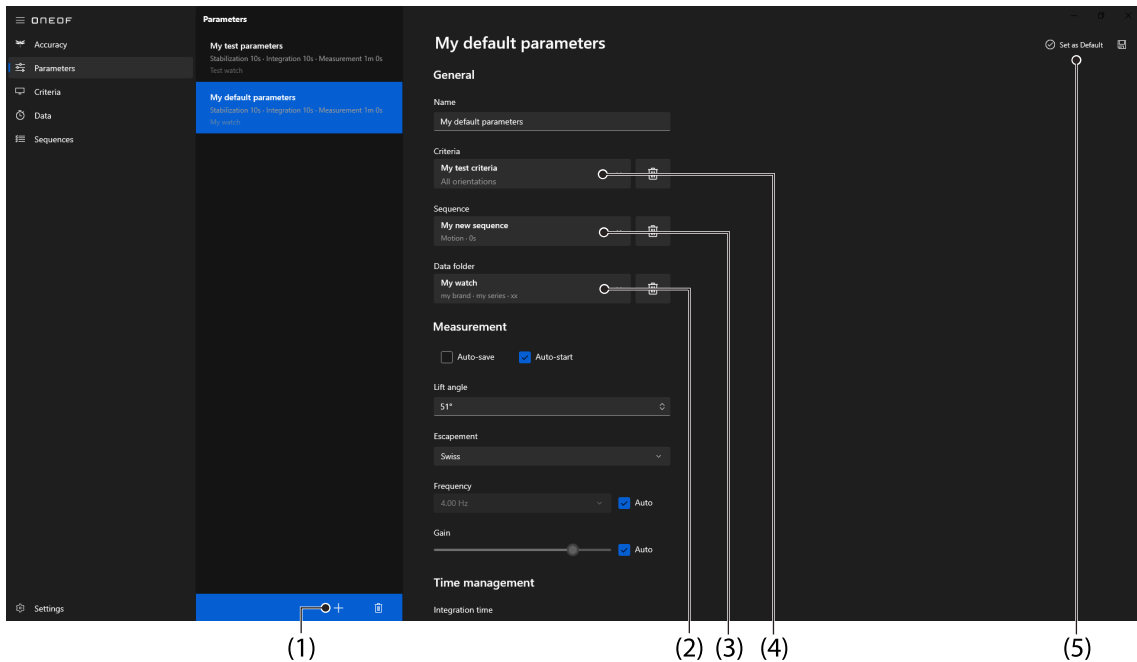 ONEOF
Accuracy
Parameters
Criteria
Data
Sequences
Settings
Parameters
My test parameters
Stabilization 10s · Integration 10s · Measurement 1m 0s
Test watch
My default parameters
Stabilization 10s · Integration 10s · Measurement 1m 0s
My watch
My default parameters
Set as Default
General
Name
My default parameters
Criteria
My test criteria
All orientations
Sequence
My new sequence
Motion · 0s
Data folder
My watch
my brand · my series · xx
Measurement
Auto-save Auto-start
Lift angle
51°
Escapement
Swiss
Frequency
4.00 Hz Auto
Gain
Auto
Time management
Integration time
(1) (2) (3) (4) (5)